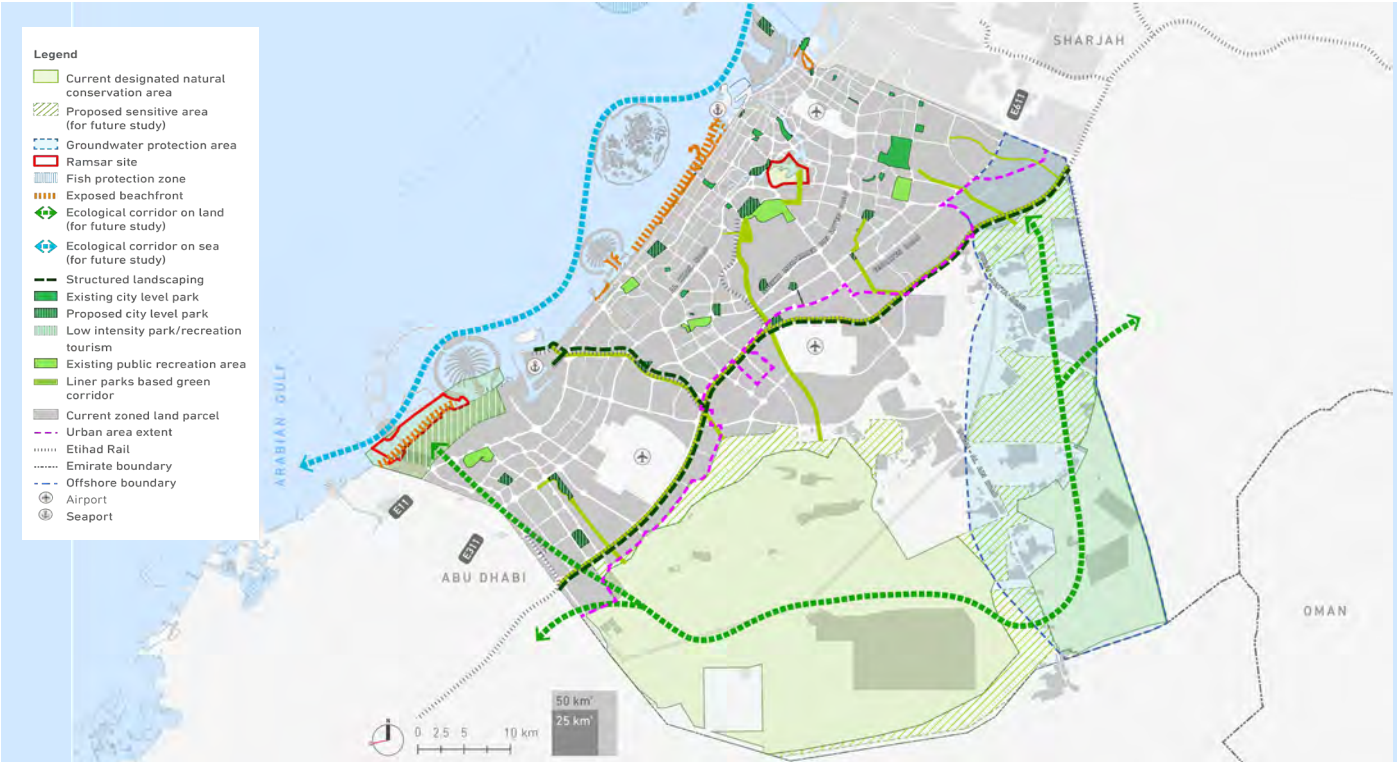 Legend
Current designated natural
conservation area
Proposed sensitive area
(for future study)
Groundwater protection area
Ramsar site
Fish protection zone
Exposed beachfront
Ecological corridor on land
(for future study)
Ecological corridor on sea
(for future study)
Structured landscaping
Existing city level park
Proposed city level park
Low intensity park/recreation
tourism
Existing public recreation area
Liner parks based green
corridor
Current zoned land parcel
Urban area extent
Etihad Rail
Emirate boundary
Offshore boundary
Airport
Seaport
SHARJAH
E611
ARABIAN GULF
E11
E311
ABU DHABI
OMAN
50 km²
25 km²
N
0 2.5 5 10 km